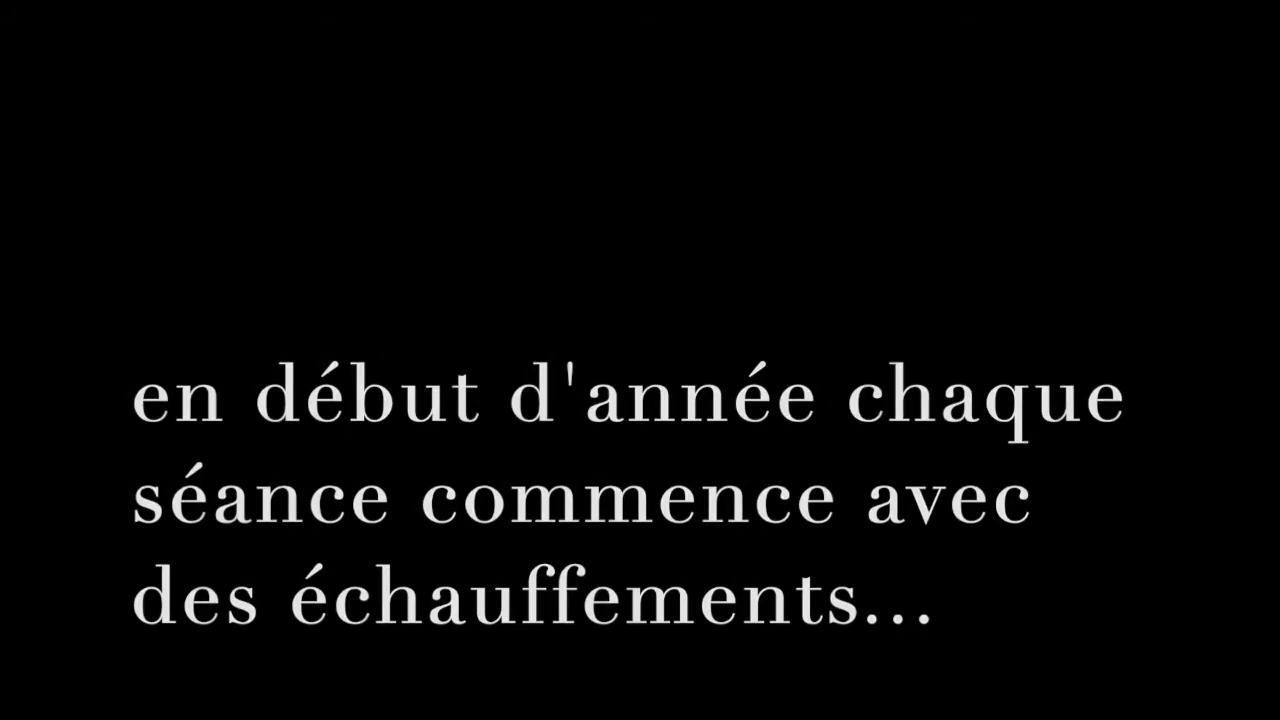 en début d'année chaque
séance commence avec
des échauffements...